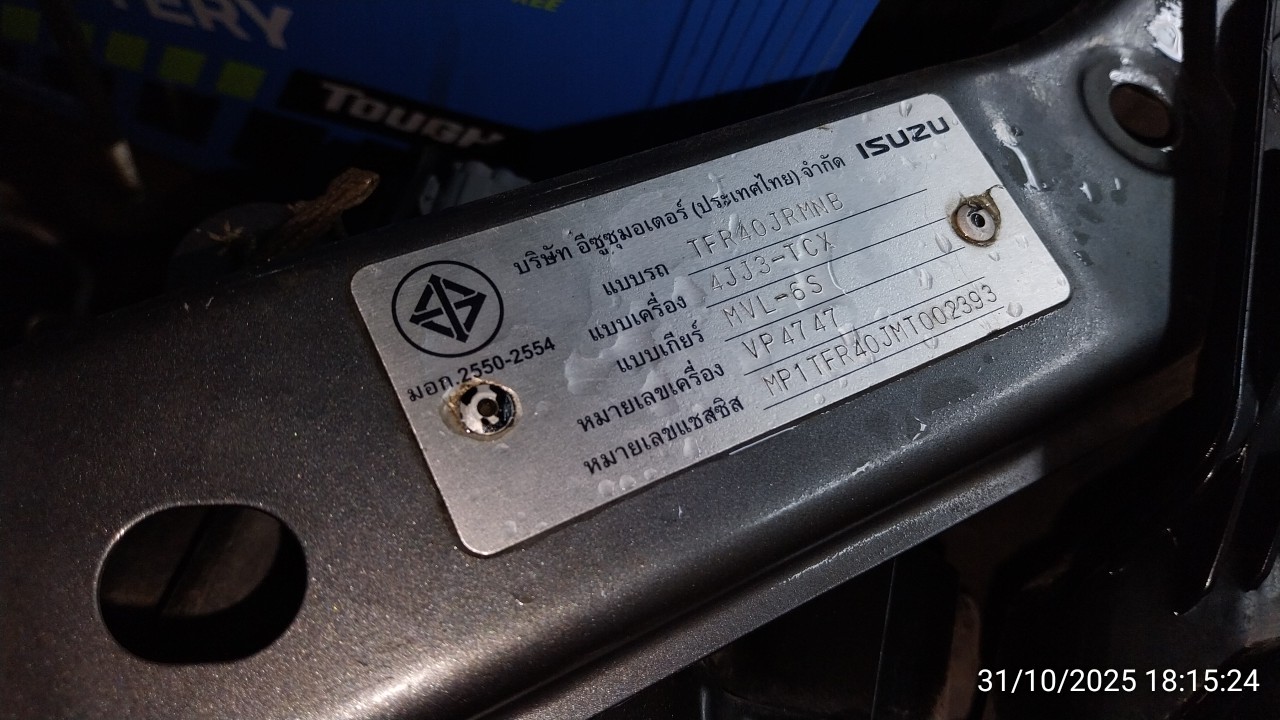 TOUGH
บริษัท อีซูซุมอเตอร์ (ประเทศไทย) จำกัด ISUZU
แบบรถ TFR40JRMNB
แบบเครื่อง 4JJ3-TCX
แบบเกียร์ MVL-6S
หมายเลขเครื่อง VP4747
หมายเลขแชสซิส MP1TFR40JMT002393
มอก.2550-2554
31/10/2025 18:15:24